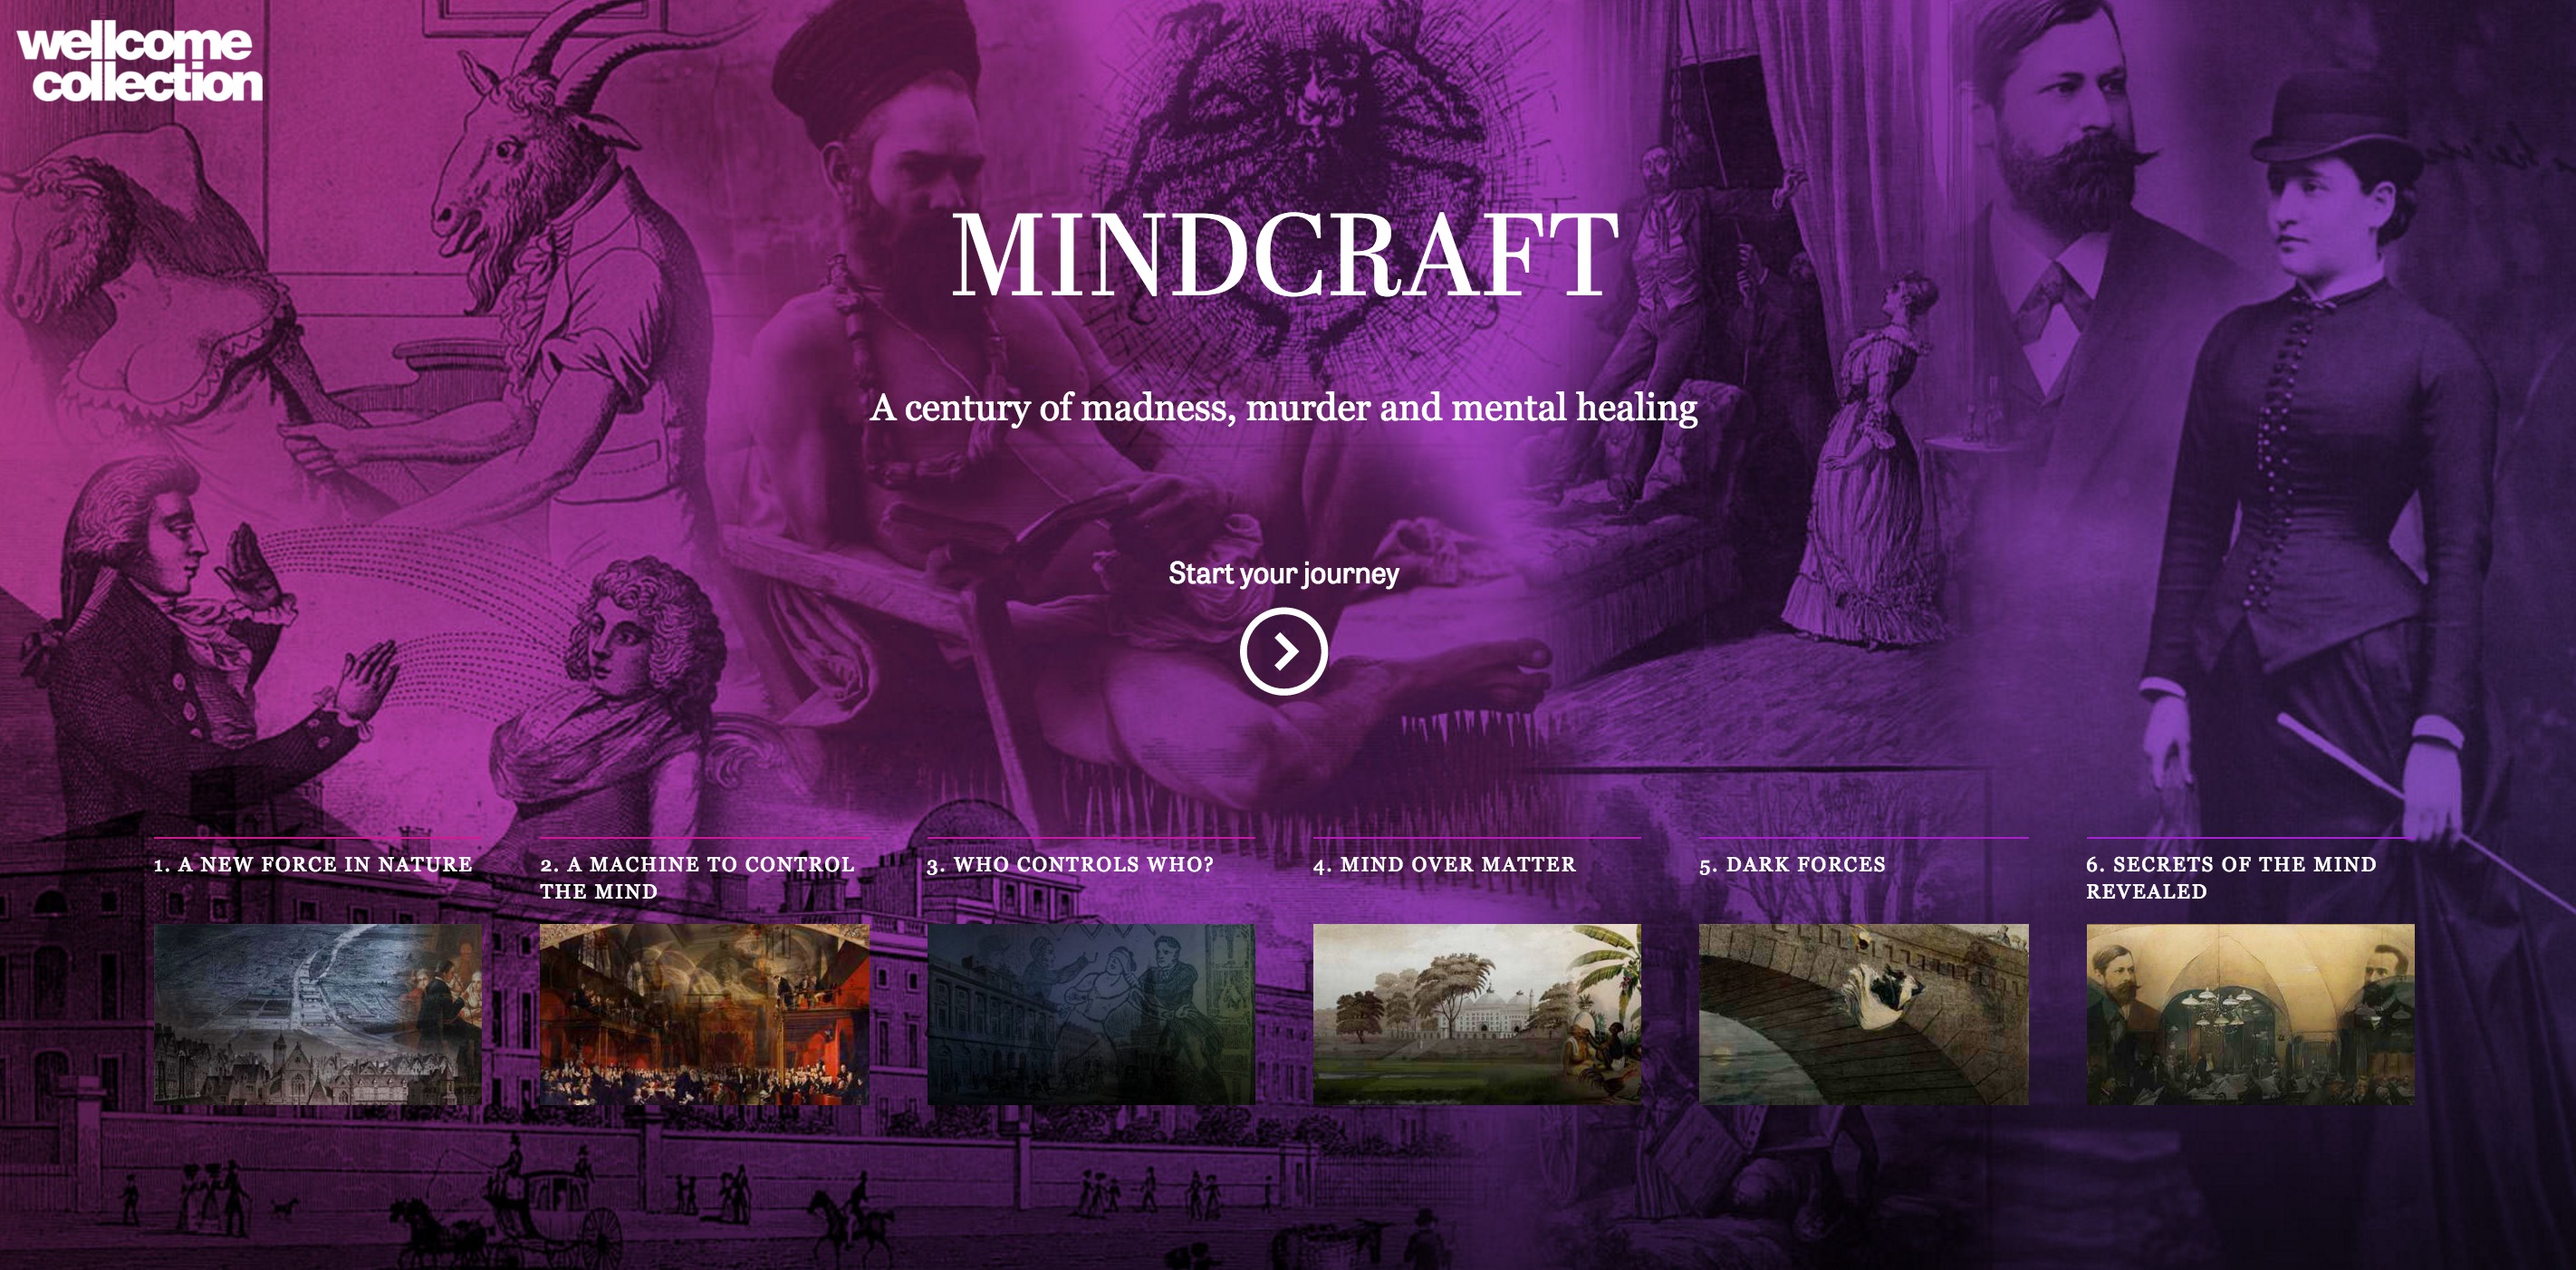 wellcome
collection
MINDCRAFT
A century of madness, murder and mental healing
Start your journey
1. A NEW FORCE IN NATURE
2. A MACHINE TO CONTROL
THE MIND
3. WHO CONTROLS WHO?
4. MIND OVER MATTER
5. DARK FORCES
6. SECRETS OF THE MIND
REVEALED